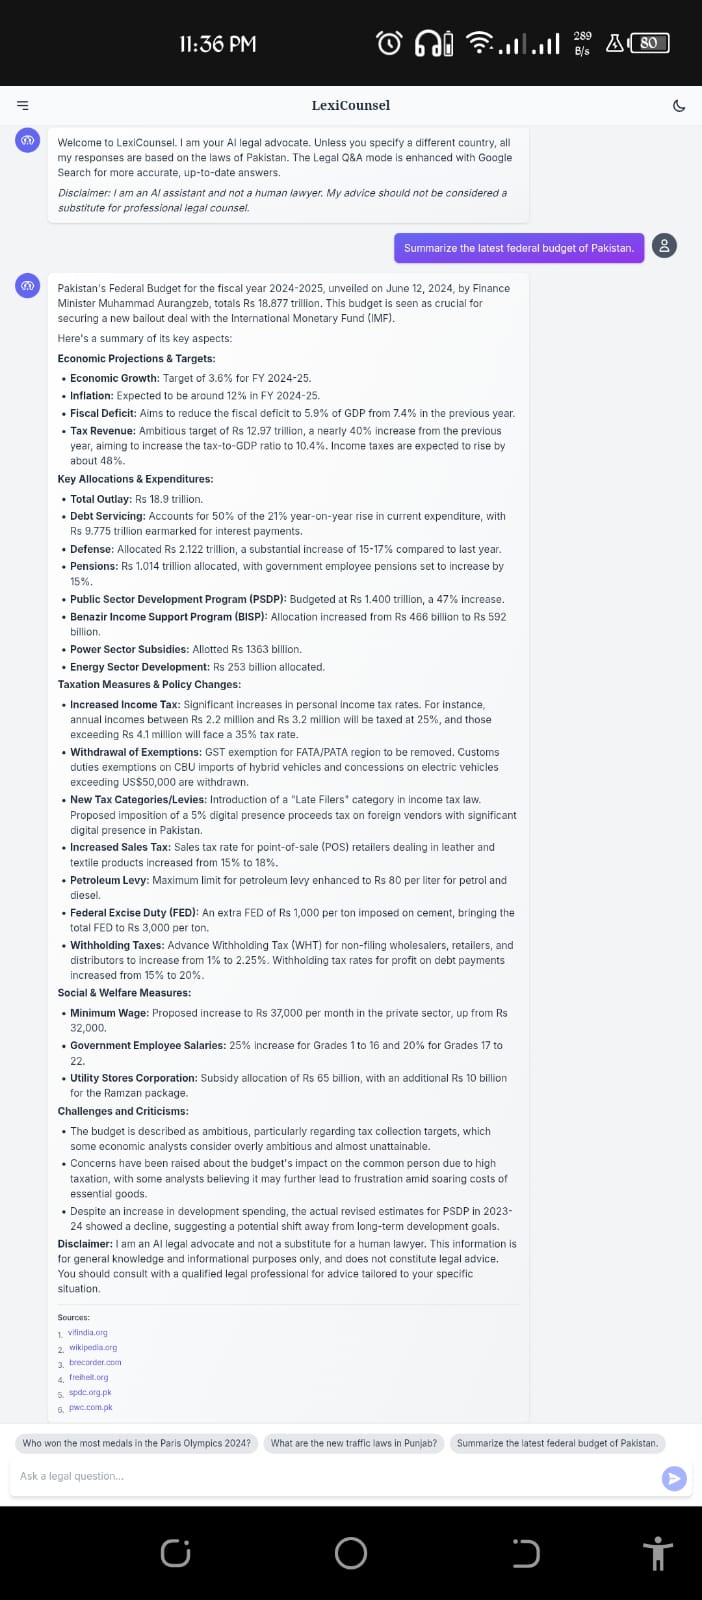 11:36 PM
289 B/s
80
LexiCounsel
Welcome to LexiCounsel. I am your AI legal advocate. Unless you specify a different country, all
my responses are based on the laws of Pakistan. The Legal Q&A mode is enhanced with Google
Search for more accurate, up-to-date answers.
Disclaimer: I am an AI assistant and not a human lawyer. My advice should not be considered a
substitute for professional legal counsel.
Summarize the latest federal budget of Pakistan.
Pakistan's Federal Budget for the fiscal year 2024-2025, unveiled on June 12, 2024, by Finance
Minister Muhammad Aurangzeb, totals Rs 18.877 trillion. This budget is seen as crucial for
securing a new bailout deal with the International Monetary Fund (IMF).
Here's a summary of its key aspects:
Economic Projections & Targets:
• Economic Growth: Target of 3.6% for FY 2024-25.
• Inflation: Expected to be around 12% in FY 2024-25.
• Fiscal Deficit: Aims to reduce the fiscal deficit to 5.9% of GDP from 7.4% in the previous year.
• Tax Revenue: Ambitious target of Rs 12.97 trillion, a nearly 40% increase from the previous
year, aiming to increase the tax-to-GDP ratio to 10.4%. Income taxes are expected to rise by
about 48%.
Key Allocations & Expenditures:
• Total Outlay: Rs 18.9 trillion.
• Debt Servicing: Accounts for 50% of the 21% year-on-year rise in current expenditure, with
Rs 9.775 trillion earmarked for interest payments.
• Defense: Allocated Rs 2.122 trillion, a substantial increase of 15-17% compared to last year.
• Pensions: Rs 1.014 trillion allocated, with government employee pensions set to increase by
15%.
• Public Sector Development Program (PSDP): Budgeted at Rs 1.400 trillion, a 47% increase.
• Benazir Income Support Program (BISP): Allocation increased from Rs 466 billion to Rs 592
billion.
• Power Sector Subsidies: Allotted Rs 1363 billion.
• Energy Sector Development: Rs 253 billion allocated.
Taxation Measures & Policy Changes:
• Increased Income Tax: Significant increases in personal income tax rates. For instance,
annual incomes between Rs 2.2 million and Rs 3.2 million will be taxed at 25%, and those
exceeding Rs 4.1 million will face a 35% tax rate.
• Withdrawal of Exemptions: GST exemption for FATA/PATA region to be removed. Customs
duties exemptions on CBU imports of hybrid vehicles and concessions on electric vehicles
exceeding US$50,000 are withdrawn.
• New Tax Categories/Levies: Introduction of a "Late Filers" category in income tax law.
Proposed imposition of a 5% digital presence proceeds tax on foreign vendors with significant
digital presence in Pakistan.
• Increased Sales Tax: Sales tax rate for point-of-sale (POS) retailers dealing in leather and
textile products increased from 15% to 18%.
• Petroleum Levy: Maximum limit for petroleum levy enhanced to Rs 80 per liter for petrol and
diesel.
• Federal Excise Duty (FED): An extra FED of Rs 1,000 per ton imposed on cement, bringing the
total FED to Rs 3,000 per ton.
• Withholding Taxes: Advance Withholding Tax (WHT) for non-filing wholesalers, retailers, and
distributors to increase from 1% to 2.25%. Withholding tax rates for profit on debt payments
increased from 15% to 20%.
Social & Welfare Measures:
• Minimum Wage: Proposed increase to Rs 37,000 per month in the private sector, up from Rs
32,000.
• Government Employee Salaries: 25% increase for Grades 1 to 16 and 20% for Grades 17 to
22.
• Utility Stores Corporation: Subsidy allocation of Rs 65 billion, with an additional Rs 10 billion
for the Ramzan package.
Challenges and Criticisms:
• The budget is described as ambitious, particularly regarding tax collection targets, which
some economic analysts consider overly ambitious and almost unattainable.
• Concerns have been raised about the budget's impact on the common person due to high
taxation, with some analysts believing it may further lead to frustration amid soaring costs of
essential goods.
• Despite an increase in development spending, the actual revised estimates for PSDP in 2023-
24 showed a decline, suggesting a potential shift away from long-term development goals.
Disclaimer: I am an AI legal advocate and not a substitute for a human lawyer. This information is
for general knowledge and informational purposes only, and does not constitute legal advice.
You should consult with a qualified legal professional for advice tailored to your specific
situation.
Sources:
1. vifindia.org
2. wikipedia.org
3. brecorder.com
4. freiheit.org
5. spdc.org.pk
6. pwc.com.pk
Who won the most medals in the Paris Olympics 2024? What are the new traffic laws in Punjab? Summarize the latest federal budget of Pakistan.
Ask a legal question...